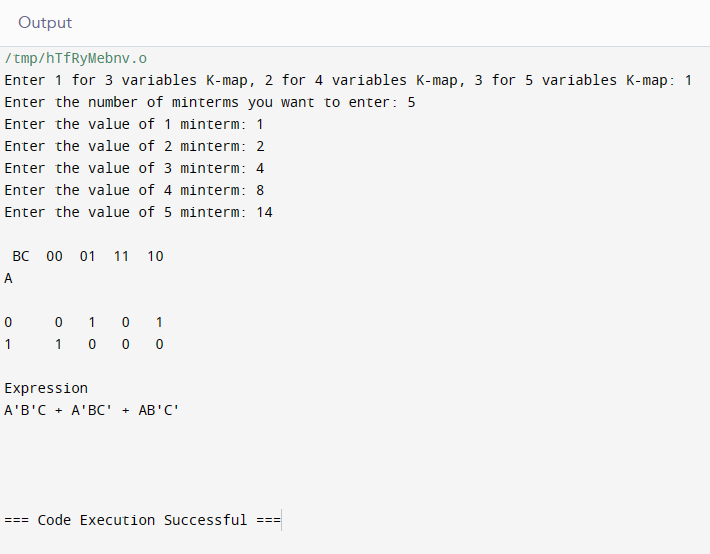 Output
/tmp/hTfRyMebnv.o
Enter 1 for 3 variables K-map, 2 for 4 variables K-map, 3 for 5 variables K-map: 1
Enter the number of minterms you want to enter: 5
Enter the value of 1 minterm: 1
Enter the value of 2 minterm: 2
Enter the value of 3 minterm: 4
Enter the value of 4 minterm: 8
Enter the value of 5 minterm: 14
BC 00 01 11 10
A
0 0 1 0 1
1 1 0 0 0
Expression
A'B'C + A'BC' + AB'C'
=== Code Execution Successful ===